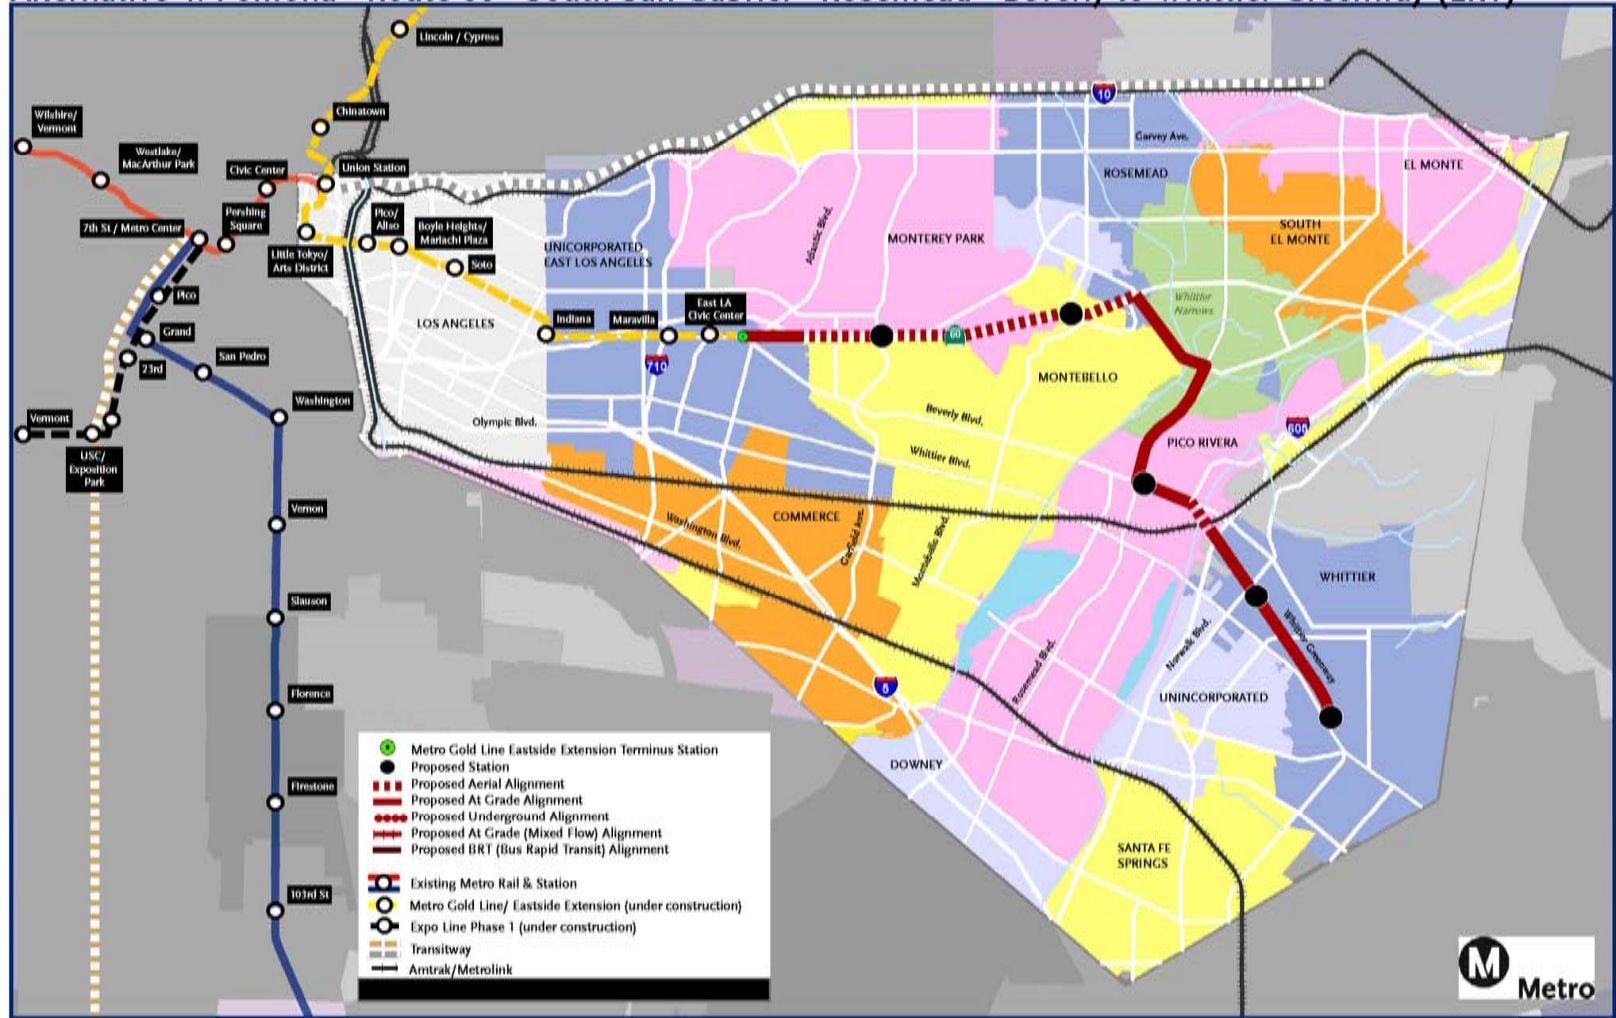 Lincoln / Cypress
Wilshire/
Vermont
Chinatown
Westlake/
MacArthur Park
Civic Center
Union Station
10
Garvey Ave.
EL MONTE
ROSEMEAD
7th St / Metro Center
Pershing
Square
Pico/
Aliso
Boyle Heights/
Mariachi Plaza
Little Tokyo/
Arts District
Soto
UNICORPORATED
EAST LOS ANGELES
Atlantic Blvd.
MONTEREY PARK
SOUTH
EL MONTE
Pico
Grand
23rd
San Pedro
LOS ANGELES
Indiana
Maravilla
East LA
Civic Center
60
Whittier
Narrows
710
MONTEBELLO
Vermont
Washington
Olympic Blvd.
Beverly Blvd.
Whittier Blvd.
PICO RIVERA
605
USC/
Exposition
Park
Vernon
Washington Blvd.
COMMERCE
Garfield Ave.
Montebello Blvd.
WHITTIER
Slauson
Norwalk Blvd.
Whittier Greenway
Rosemead Blvd.
UNINCORPORATED
5
Florence
DOWNEY
Firestone
SANTA FE
SPRINGS
103rd St
Metro Gold Line Eastside Extension Terminus Station
Proposed Station
Proposed Aerial Alignment
Proposed At Grade Alignment
Proposed Underground Alignment
Proposed At Grade (Mixed Flow) Alignment
Proposed BRT (Bus Rapid Transit) Alignment
Existing Metro Rail & Station
Metro Gold Line/ Eastside Extension (under construction)
Expo Line Phase 1 (under construction)
Transitway
Amtrak/Metrolink
M
Metro